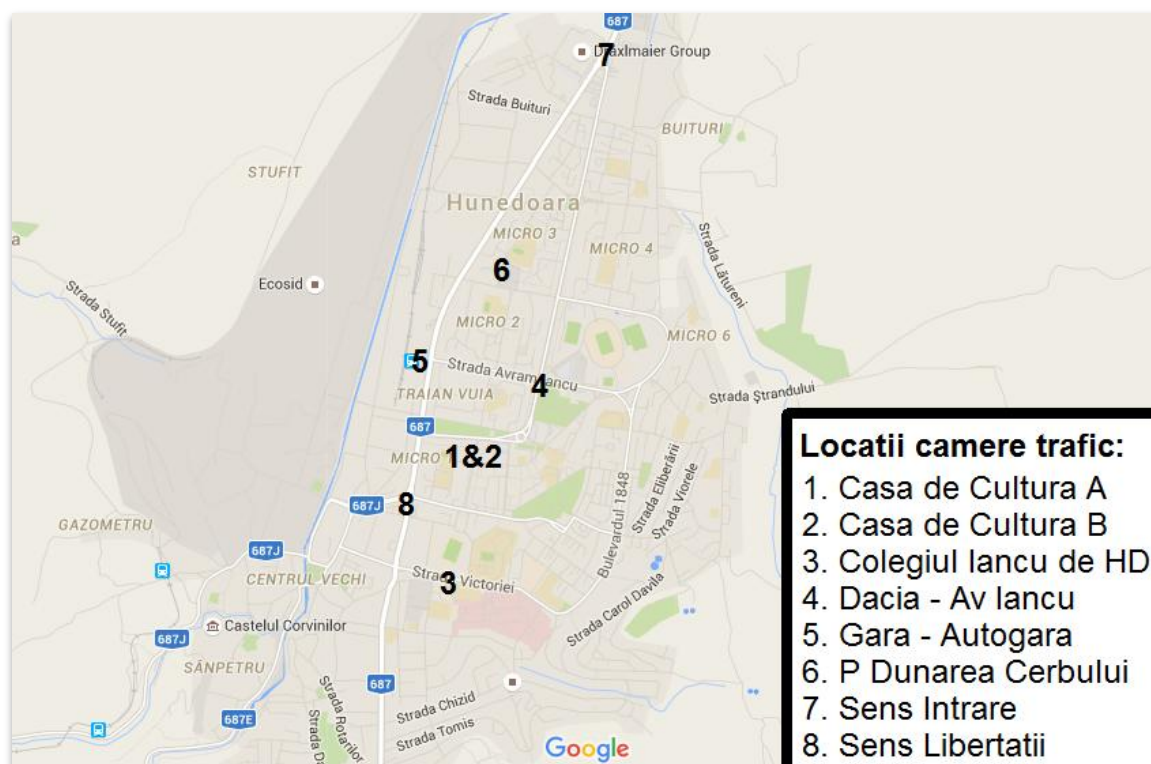 687
7
Draxlmaier Group
Strada Buituri
BUITURI
STUFIT
Hunedoara
MICRO 3
MICRO 4
Strada Lătureni
6
Ecosid
Strada Stufit
MICRO 2
MICRO 6
5
Strada Avram Iancu
4
TRAIAN VUIA
Strada Ștrandului
687
MICRO
1&2
Bulevardul 1848
Strada Eliberării
Strada Viorele
687J
8
GAZOMETRU
687J
CENTRUL VECHI
Strada Victoriei
3
Strada Carol Davila
Castelul Corvinilor
687J
SÂNPETRU
687
Strada Chizid
Strada Rotarilor
687E
Strada Da
Strada Tomis
Google
a
Locatii camere trafic:
1. Casa de Cultura A
2. Casa de Cultura B
3. Colegiul Iancu de HD
4. Dacia - Av Iancu
5. Gara - Autogara
6. P Dunarea Cerbului
7. Sens Intrare
8. Sens Libertatii